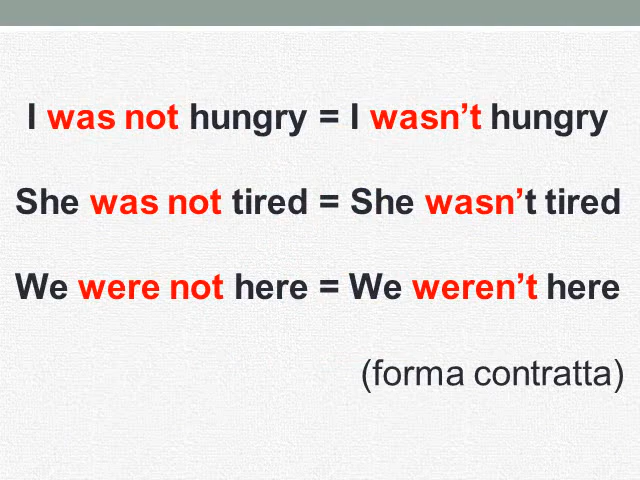 I was not hungry = I wasn’t hungry
She was not tired = She wasn’t tired
We were not here = We weren’t here
(forma contratta)